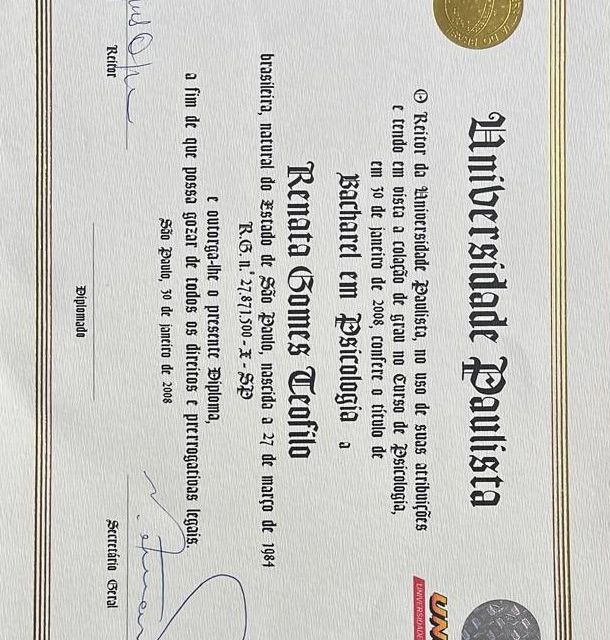 Universidade Paulista
O Reitor da Universidade Paulista, no uso de suas atribuições
e tendo em vista a colação de grau no Curso de Psicologia,
em 30 de janeiro de 2008, confere o título de
Bacharel em Psicologia a
Renata Gomes Teofilo
brasileira, natural do Estado de São Paulo, nascida a 27 de março de 1984
R.G. n.º 27.871.500 - X - SP
e outorga-lhe o presente Diploma,
a fim de que possa gozar de todos os direitos e prerrogativas legais.
São Paulo, 30 de janeiro de 2008
Reitor
Diplomado
Secretário Geral
UN
UNIVERSIDADE